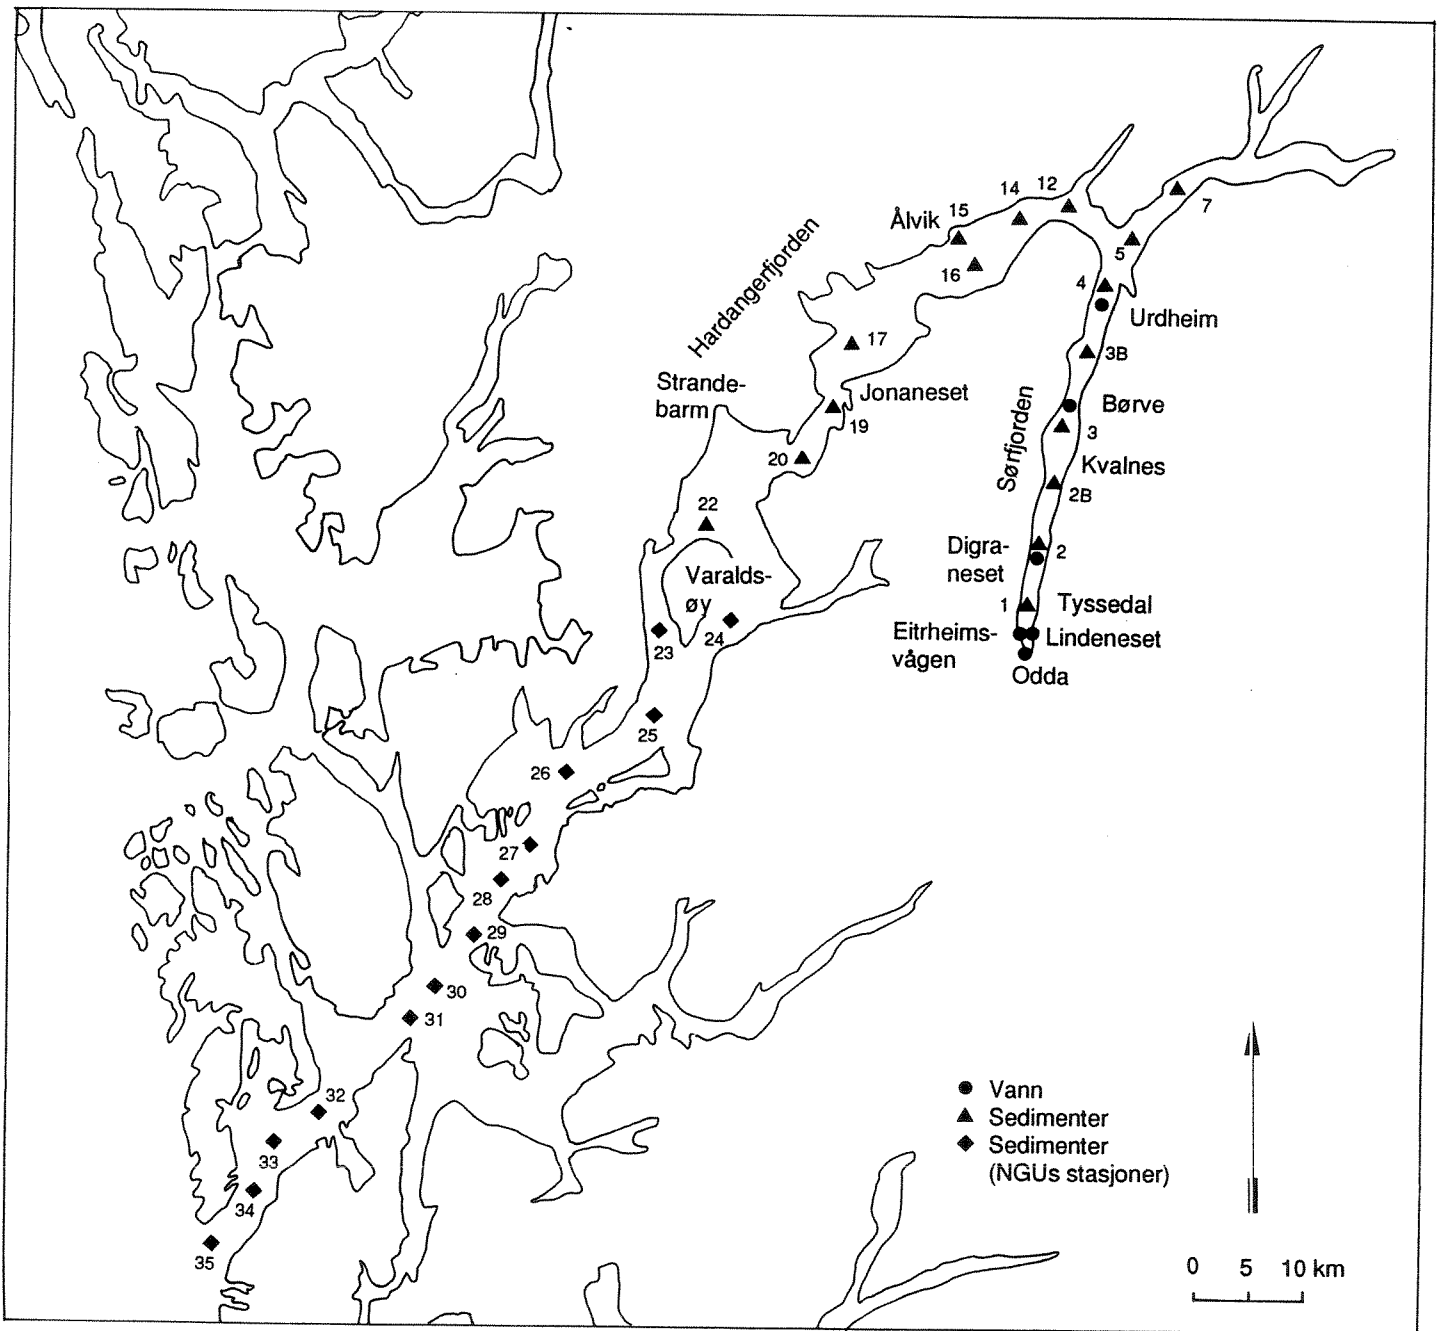 12
14
15
Ålvik
16
7
5
4
Urdheim
Hardangerfjorden
17
3B
Strande-
barm
Jonaneset
19
Børve
3
Sørfjorden
Kvalnes
20
2B
22
Digra-
neset
2
Varalds-
øy
1
Tyssedal
Eitrheims-
vågen
Lindeneset
Odda
23
24
25
26
27
28
29
30
31
32
33
34
35
Vann
Sedimenter
Sedimenter
(NGUs stasjoner)
0 5 10 km